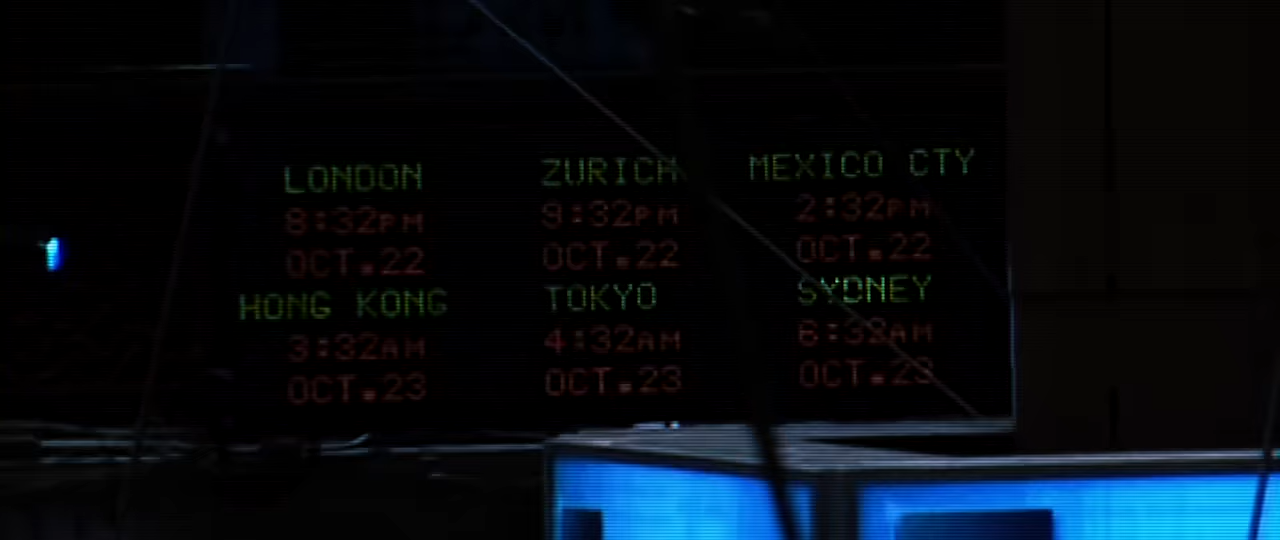 LONDON ZURICH MEXICO CTY
8:32PM 9:32PM 2:32PM
OCT.22 OCT.22 OCT.22
HONG KONG TOKYO SYDNEY
3:32AM 4:32AM 6:32AM
OCT.23 OCT.23 OCT.23